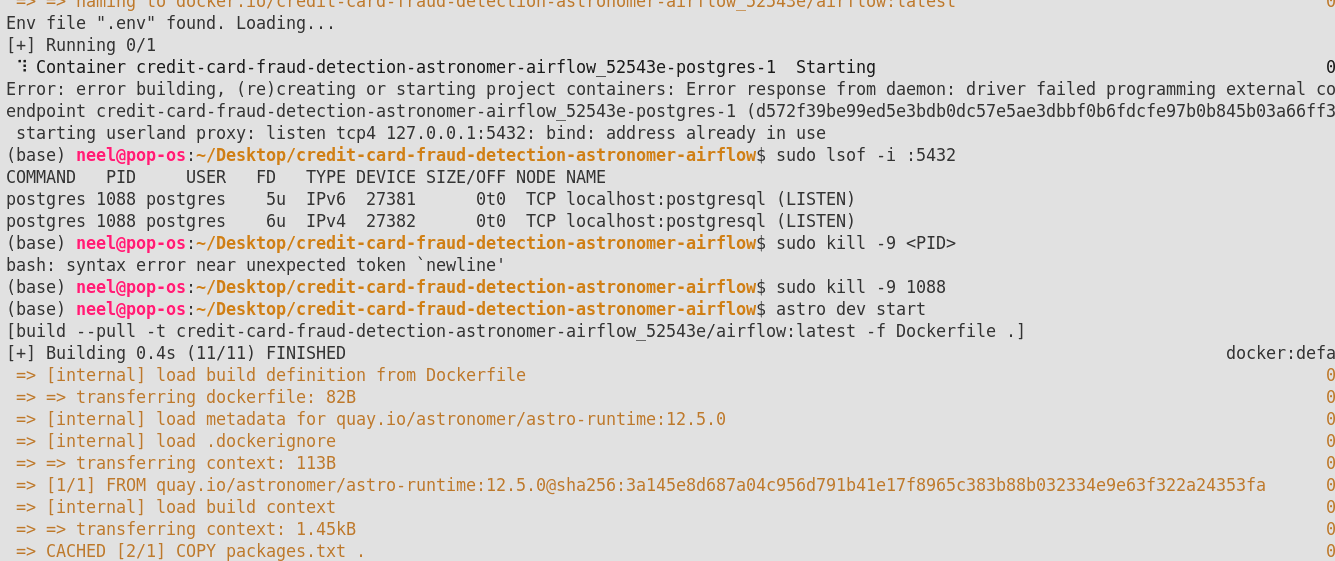 => => naming to docker.io/credit-card-fraud-detection-astronomer-airflow_52543e/airflow:latest 0
Env file ".env" found. Loading...
[+] Running 0/1
⠹ Container credit-card-fraud-detection-astronomer-airflow_52543e-postgres-1  Starting 0
Error: error building, (re)creating or starting project containers: Error response from daemon: driver failed programming external co
endpoint credit-card-fraud-detection-astronomer-airflow_52543e-postgres-1 (d572f39be99ed5e3bdb0dc57e5ae3dbbf0b6fdcfe97b0b845b03a66ff3
starting userland proxy: listen tcp4 127.0.0.1:5432: bind: address already in use
(base) neel@pop-os:~/Desktop/credit-card-fraud-detection-astronomer-airflow$ sudo lsof -i :5432
COMMAND   PID     USER   FD   TYPE DEVICE SIZE/OFF NODE NAME
postgres 1088 postgres    5u  IPv6  27381      0t0  TCP localhost:postgresql (LISTEN)
postgres 1088 postgres    6u  IPv4  27382      0t0  TCP localhost:postgresql (LISTEN)
(base) neel@pop-os:~/Desktop/credit-card-fraud-detection-astronomer-airflow$ sudo kill -9 <PID>
bash: syntax error near unexpected token `newline'
(base) neel@pop-os:~/Desktop/credit-card-fraud-detection-astronomer-airflow$ sudo kill -9 1088
(base) neel@pop-os:~/Desktop/credit-card-fraud-detection-astronomer-airflow$ astro dev start
[build --pull -t credit-card-fraud-detection-astronomer-airflow_52543e/airflow:latest -f Dockerfile .]
[+] Building 0.4s (11/11) FINISHED docker:defa
=> [internal] load build definition from Dockerfile 0
=> => transferring dockerfile: 82B 0
=> [internal] load metadata for quay.io/astronomer/astro-runtime:12.5.0 0
=> [internal] load .dockerignore 0
=> => transferring context: 113B 0
=> [1/1] FROM quay.io/astronomer/astro-runtime:12.5.0@sha256:3a145e8d687a04c956d791b41e17f8965c383b88b032334e9e63f322a24353fa 0
=> [internal] load build context 0
=> => transferring context: 1.45kB 0
=> CACHED [2/1] COPY packages.txt . 0